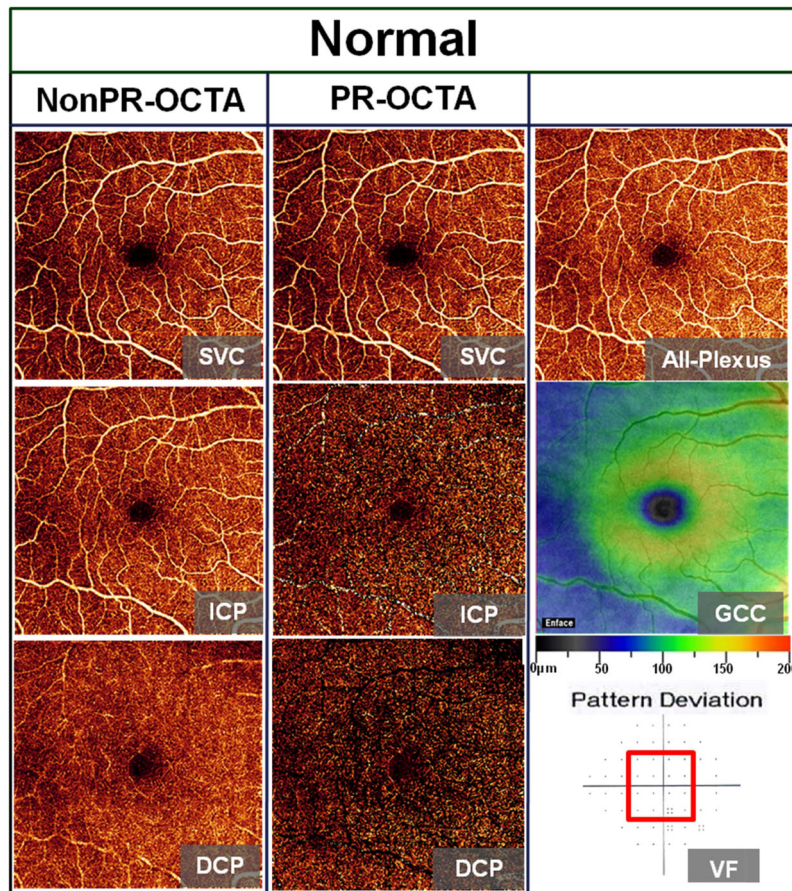 Normal
NonPR-OCTA
PR-OCTA
SVC
SVC
All-Plexus
ICP
ICP
Enface
GCC
0µm 50 100 150 200
DCP
DCP
Pattern Deviation
VF